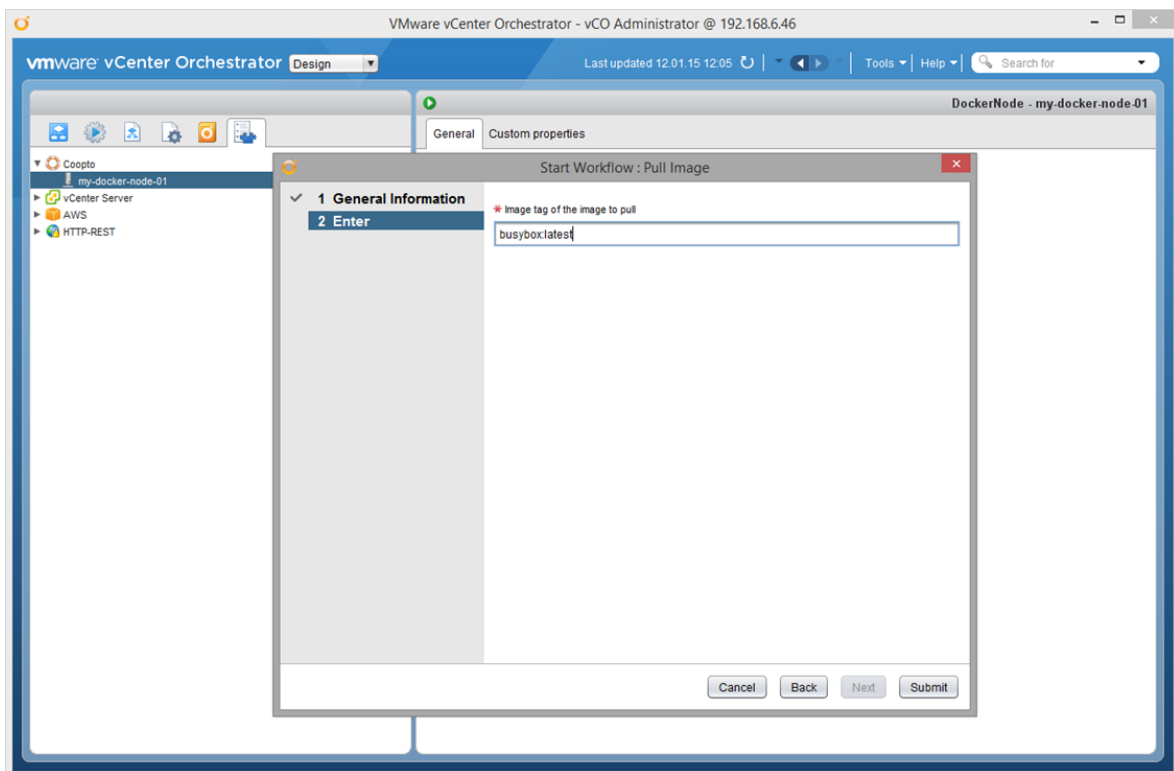 VMware vCenter Orchestrator - vCO Administrator @ 192.168.6.46
vmware vCenter Orchestrator Design Last updated 12.01.15 12:05 Tools Help Search for
DockerNode - my-docker-node-01
General Custom properties
Coopto
my-docker-node-01
vCenter Server
AWS
HTTP-REST
Start Workflow : Pull Image
1 General Information
2 Enter
* Image tag of the image to pull
busybox:latest
Cancel Back Next Submit